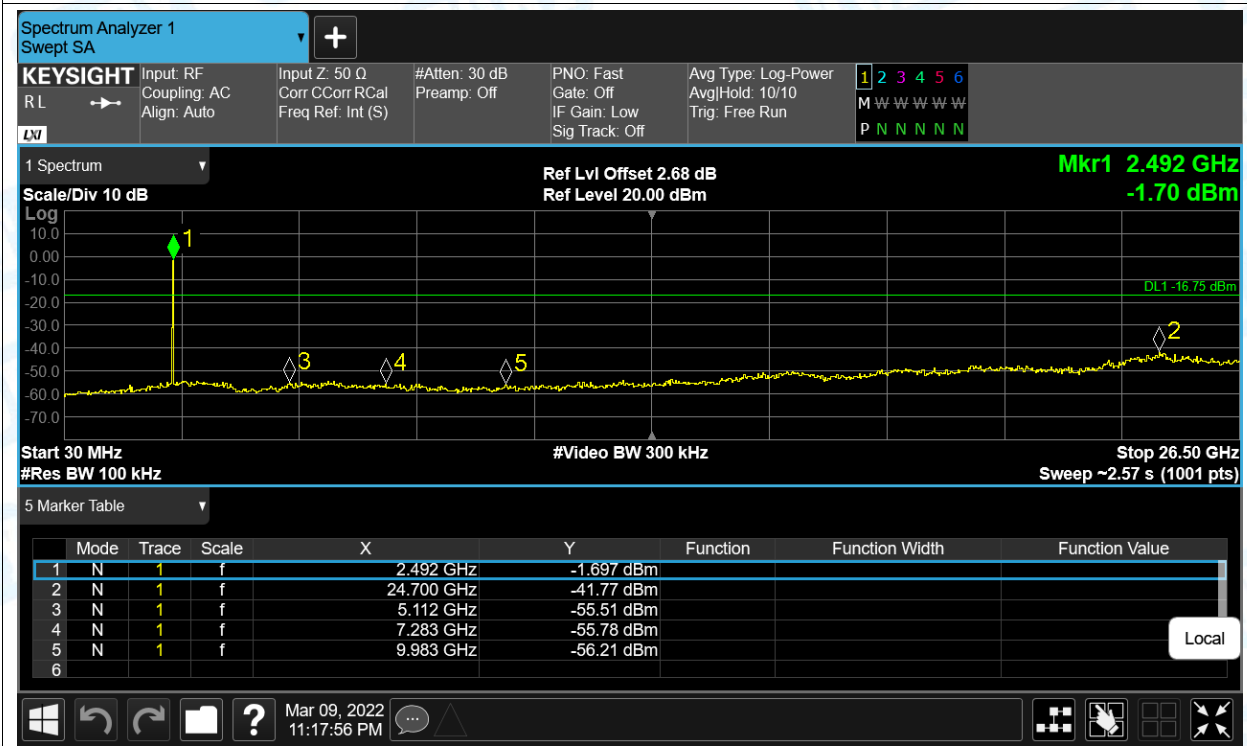 Spectrum Analyzer 1
Swept SA
+
KEYSIGHT Input: RF Input Z: 50 Ω #Atten: 30 dB PNO: Fast Avg Type: Log-Power 1 2 3 4 5 6
RL Coupling: AC Corr CCorr RCal Preamp: Off Gate: Off Avg|Hold: 10/10 M W W W W W
Align: Auto Freq Ref: Int (S) IF Gain: Low Trig: Free Run
LXI Sig Track: Off P N N N N N
1 Spectrum Ref Lvl Offset 2.68 dB Mkr1 2.492 GHz
Scale/Div 10 dB Ref Level 20.00 dBm -1.70 dBm
Log
10.0 1
0.00
-10.0
DL1 -16.75 dBm
-20.0
-30.0
2
-40.0
3 4 5
-50.0
-60.0
-70.0
Start 30 MHz #Video BW 300 kHz Stop 26.50 GHz
#Res BW 100 kHz Sweep ~2.57 s (1001 pts)
5 Marker Table
Mode Trace Scale X Y Function Function Width Function Value
1 N 1 f 2.492 GHz -1.697 dBm
2 N 1 f 24.700 GHz -41.77 dBm
3 N 1 f 5.112 GHz -55.51 dBm
4 N 1 f 7.283 GHz -55.78 dBm
5 N 1 f 9.983 GHz -56.21 dBm
6
Local
? Mar 09, 2022
11:17:56 PM